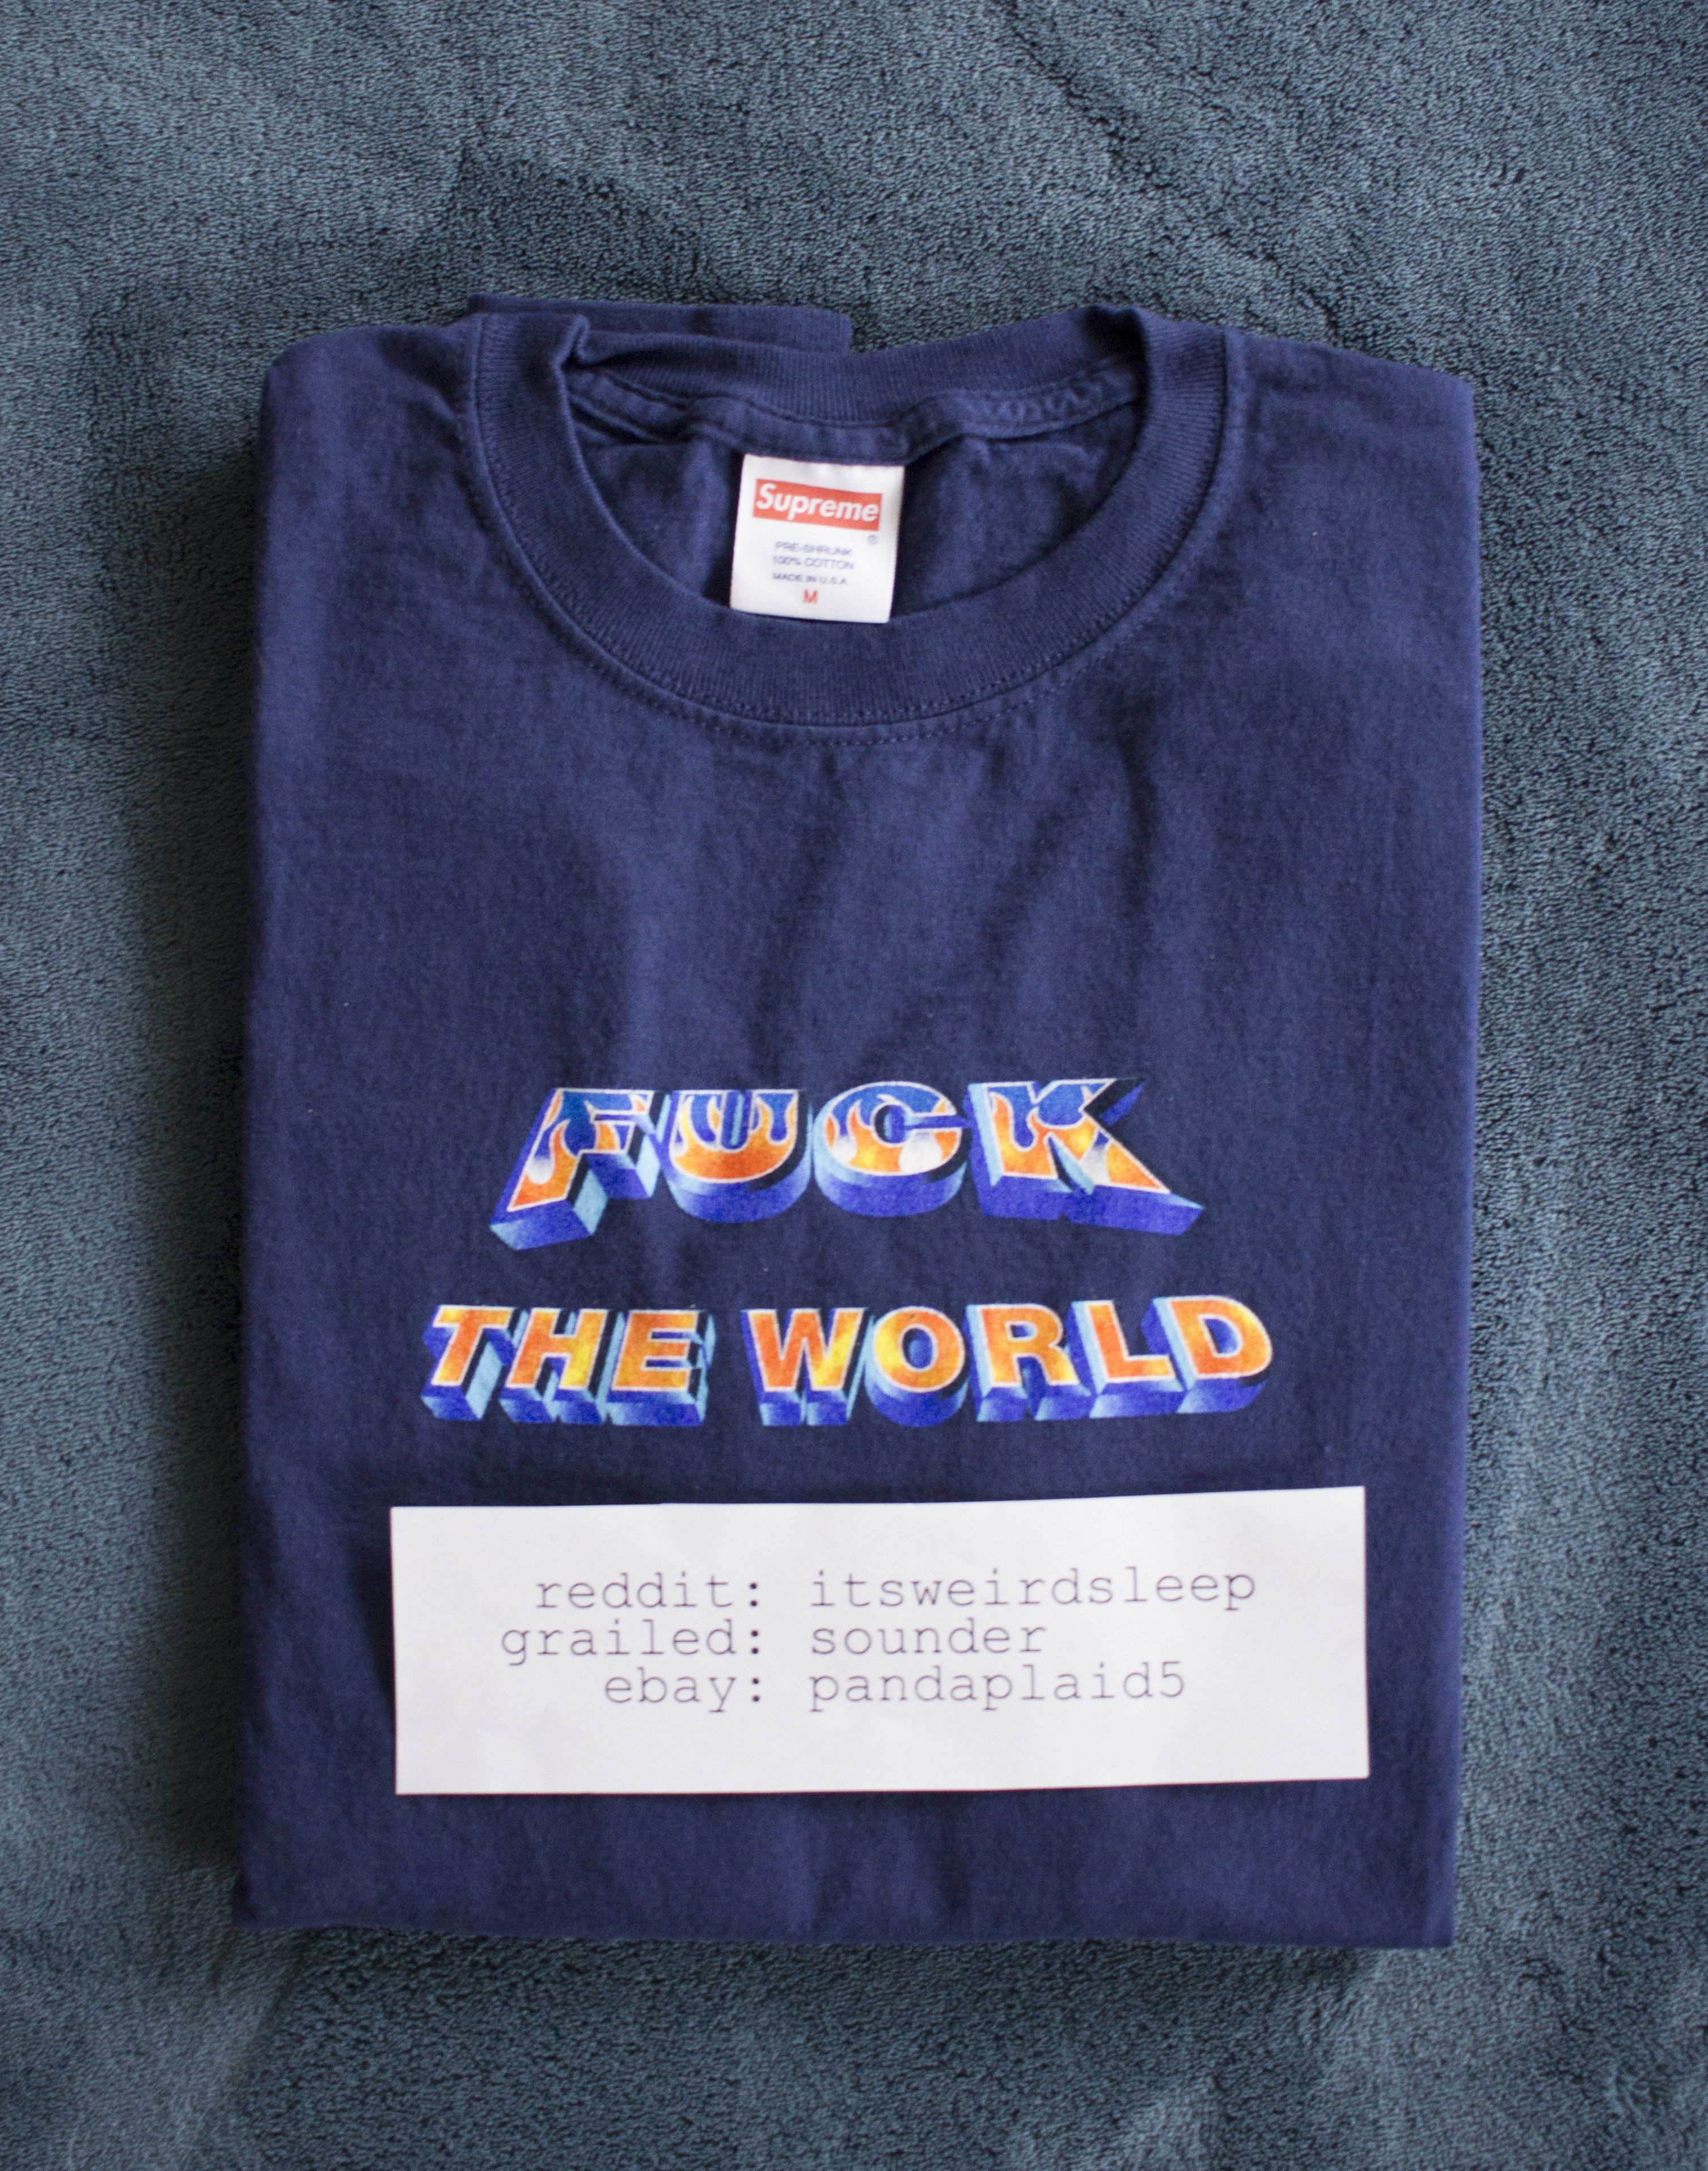 Supreme
®
PRE-SHRUNK
100% COTTON
MADE IN U.S.A
M
FUCK
THE WORLD
reddit: itsweirdsleep
grailed: sounder
ebay: pandaplaid5